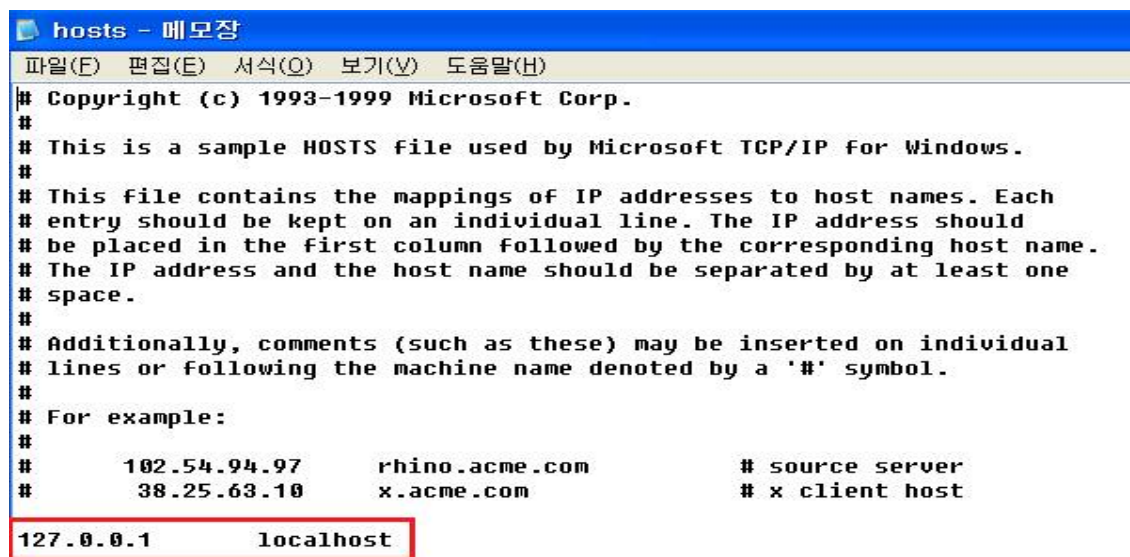 hosts - 메모장
파일(F) 편집(E) 서식(O) 보기(V) 도움말(H)
# Copyright (c) 1993-1999 Microsoft Corp.
#
# This is a sample HOSTS file used by Microsoft TCP/IP for Windows.
#
# This file contains the mappings of IP addresses to host names. Each
# entry should be kept on an individual line. The IP address should
# be placed in the first column followed by the corresponding host name.
# The IP address and the host name should be separated by at least one
# space.
#
# Additionally, comments (such as these) may be inserted on individual
# lines or following the machine name denoted by a '#' symbol.
#
# For example:
#
#      102.54.94.97     rhino.acme.com          # source server
#       38.25.63.10     x.acme.com              # x client host
127.0.0.1       localhost